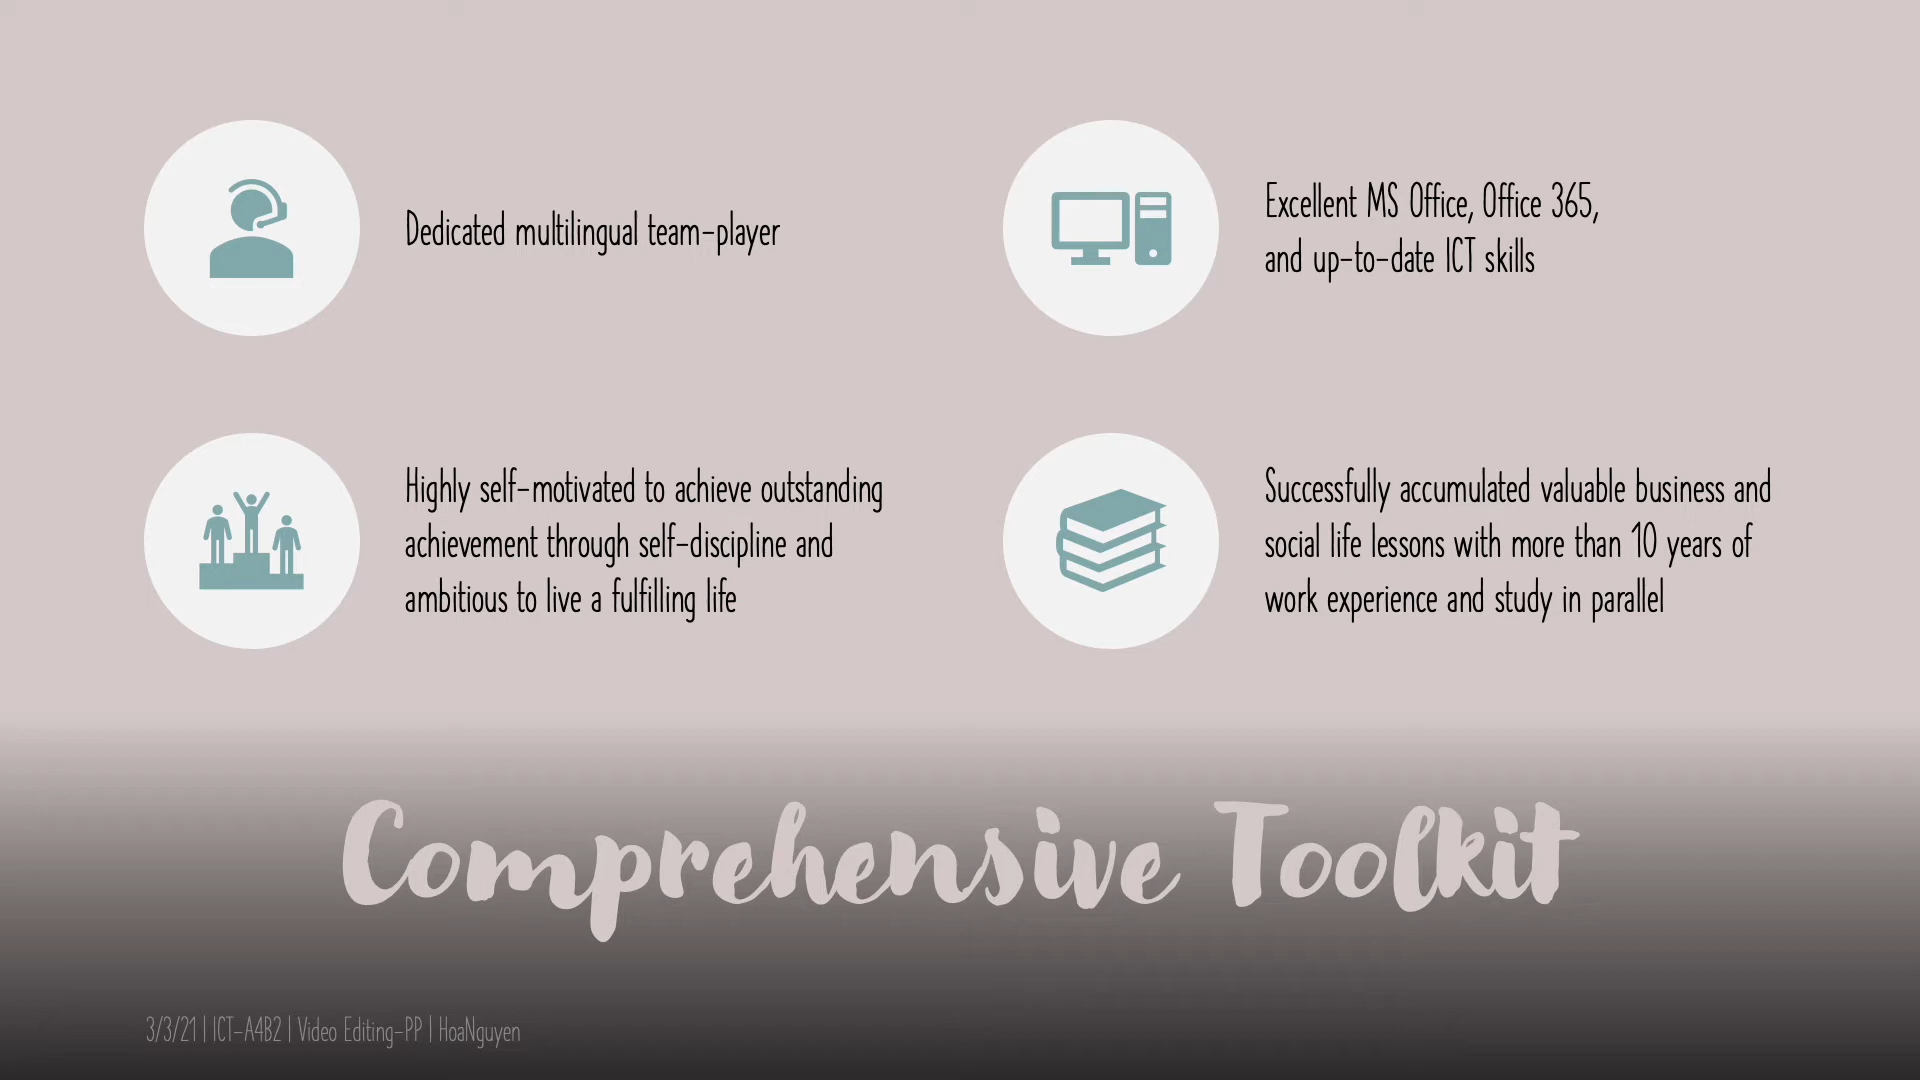 Dedicated multilingual team-player
Excellent MS Office, Office 365,
and up-to-date ICT skills
Highly self-motivated to achieve outstanding
achievement through self-discipline and
ambitious to live a fulfilling life
Successfully accumulated valuable business and
social life lessons with more than 10 years of
work experience and study in parallel
Comprehensive Toolkit
3/3/21 | ICT-A4B2 | Video Editing-PP | HoaNguyen